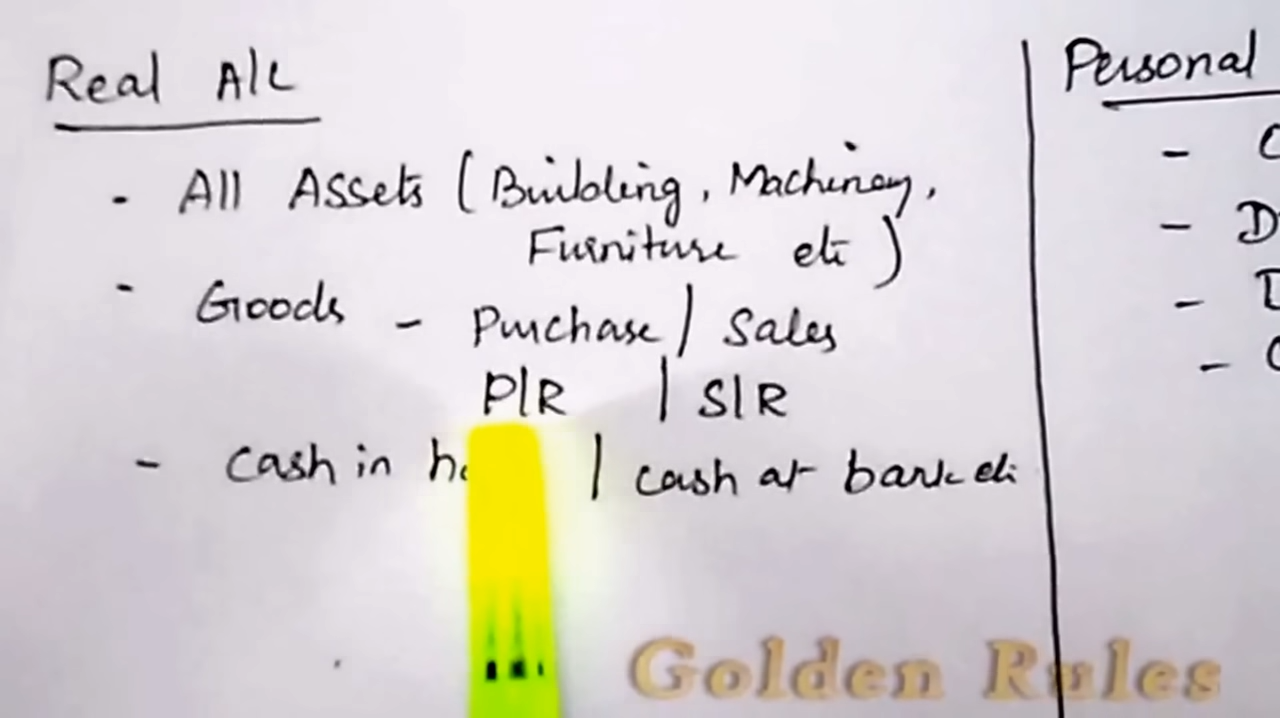 Real A/c
- All Assets (Building, Machinery,
Furniture etc)
- Goods - Purchase / Sales
P/R / S/R
- Cash in / cash at bank etc
Personal
Golden Rules